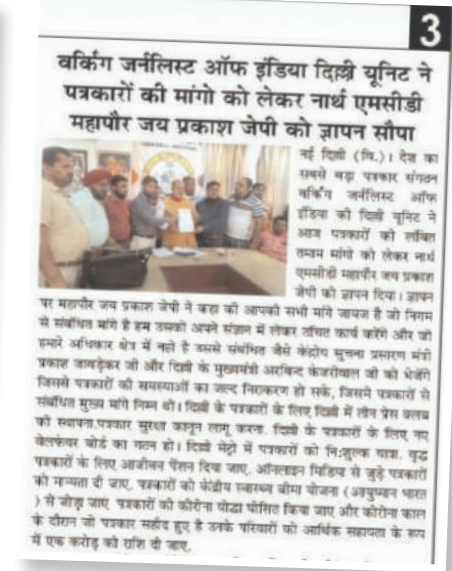 3
वर्किंग जर्नलिस्ट ऑफ इंडिया दिल्ली यूनिट ने
पत्रकारों की मांगो को लेकर नार्थ एमसीडी
महापौर जय प्रकाश जेपी को ज्ञापन सौपा
नई दिल्ली (वि.)। देश का
सबसे बड़ा पत्रकार संगठन
वर्किंग जर्नलिस्ट ऑफ
इंडिया की दिल्ली यूनिट ने
आज पत्रकारों को लंबित
तमाम मांगो को लेकर नार्थ
एमसीडी महापौर जय प्रकाश
जेपी को ज्ञापन दिया। ज्ञापन
पर महापौर जय प्रकाश जेपी ने कहा की आपकी सभी मांगे जायज है जो निगम
से संबंधित मांगे है हम उसको अपने संज्ञान में लेकर उचित कार्य करेंगे और जो
हमारे अधिकार क्षेत्र में नही है उससे संबंधित जैसे केंद्रीय सुचना प्रसारण मंत्री
प्रकाश जावड़ेकर जी और दिल्ली के मुख्यमंत्री अरविन्द केजरीवाल जी को भेजेंगे
जिससे पत्रकारों की समस्याओं का जल्द निराकरण हो सके, जिसमे पत्रकारों से
संबंधित मुख्य मांगे निम्न थी। दिल्ली के पत्रकारों के लिए दिल्ली में तीन प्रेस क्लब
की स्थापना.पत्रकार सुरक्षा कानून लागू करना. दिल्ली के पत्रकारों के लिए नए
वेलफेयर बोर्ड का गठन हो। दिल्ली मेट्रो में पत्रकारों को नि:शुल्क यात्रा. वृद्ध
पत्रकारों के लिए आजीवन पेंशन दिया जाए. ऑनलाइन मिडिया से जुड़े पत्रकारों
को मान्यता दी जाए. पत्रकारों को केंद्रीय स्वास्थ्य बीमा योजना (आयुष्मान भारत
) से जोड़ा जाए पत्रकारों को कोरोना योद्धा घोसित किया जाए और कोरोना काल
के दौरान जो पत्रकार सहीद हुए है उनके परिवारों को आर्थिक सहायता के रूप
में एक करोड़ की राशि दी जाए.